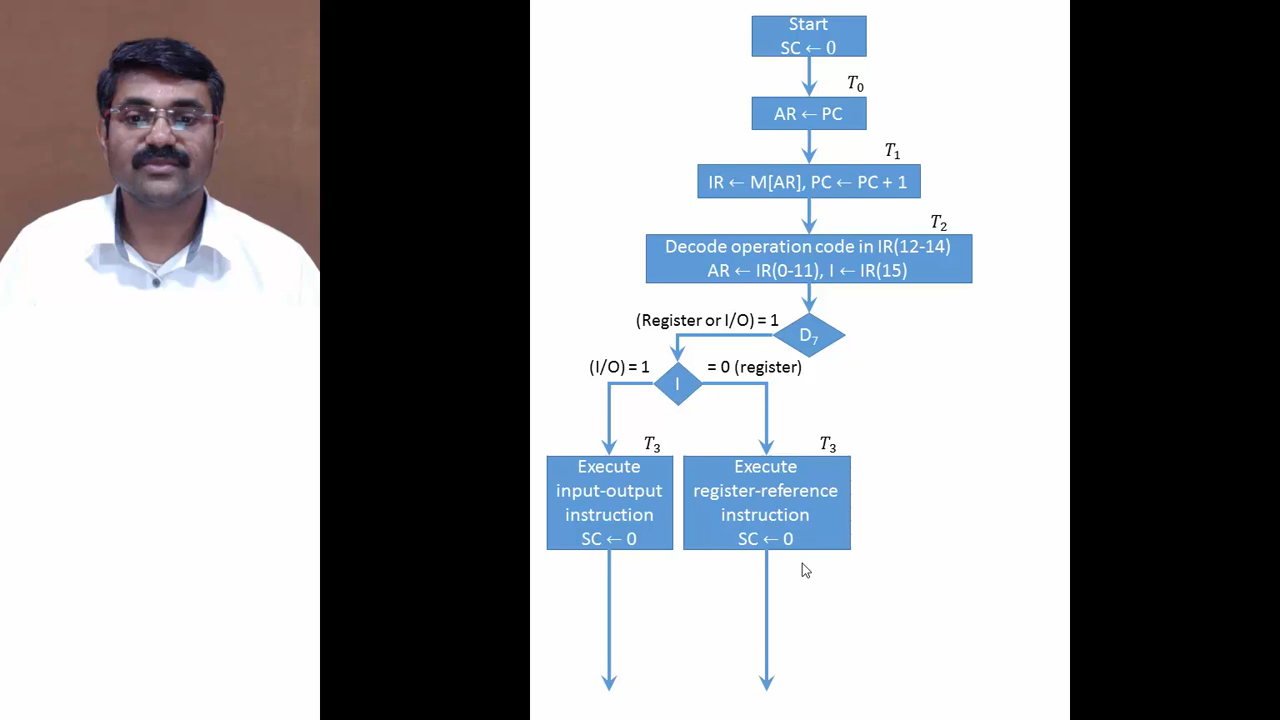 Start
SC ← 0
T₀
AR ← PC
T₁
IR ← M[AR], PC ← PC + 1
T₂
Decode operation code in IR(12-14)
AR ← IR(0-11), I ← IR(15)
(Register or I/O) = 1
D₇
(I/O) = 1
I
= 0 (register)
T₃
Execute
input-output
instruction
SC ← 0
T₃
Execute
register-reference
instruction
SC ← 0